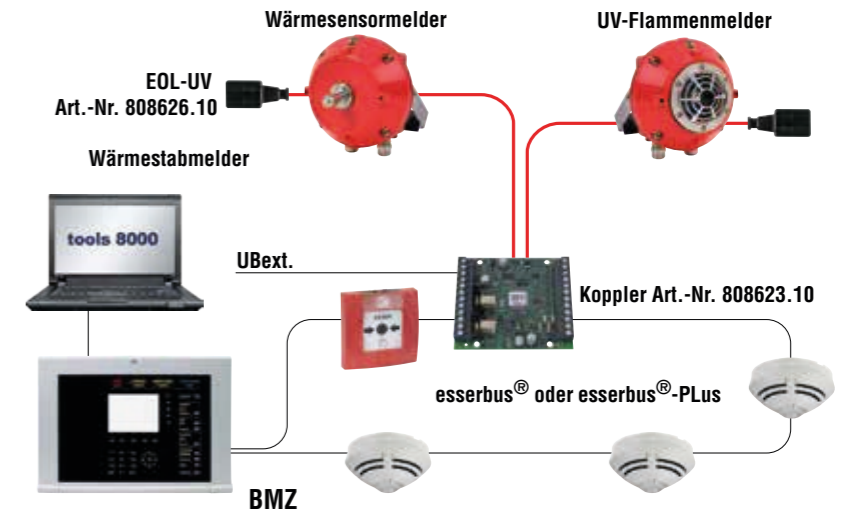 Wärmesensormelder
UV-Flammenmelder
EOL-UV
Art.-Nr. 808626.10
Wärmestabmelder
tools 8000
UBext.
Koppler Art.-Nr. 808623.10
esserbus® oder esserbus®-PLus
BMZ